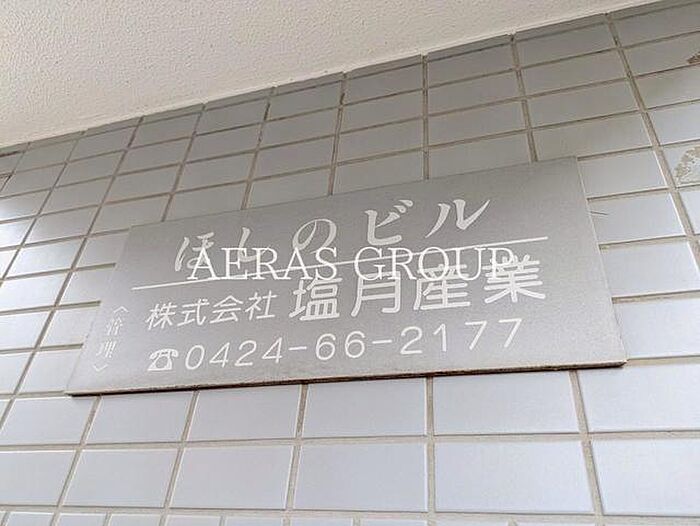 ほしのビル
AERAS GROUP
〈管理〉
株式会社 塩月産業
☎0424-66-2177